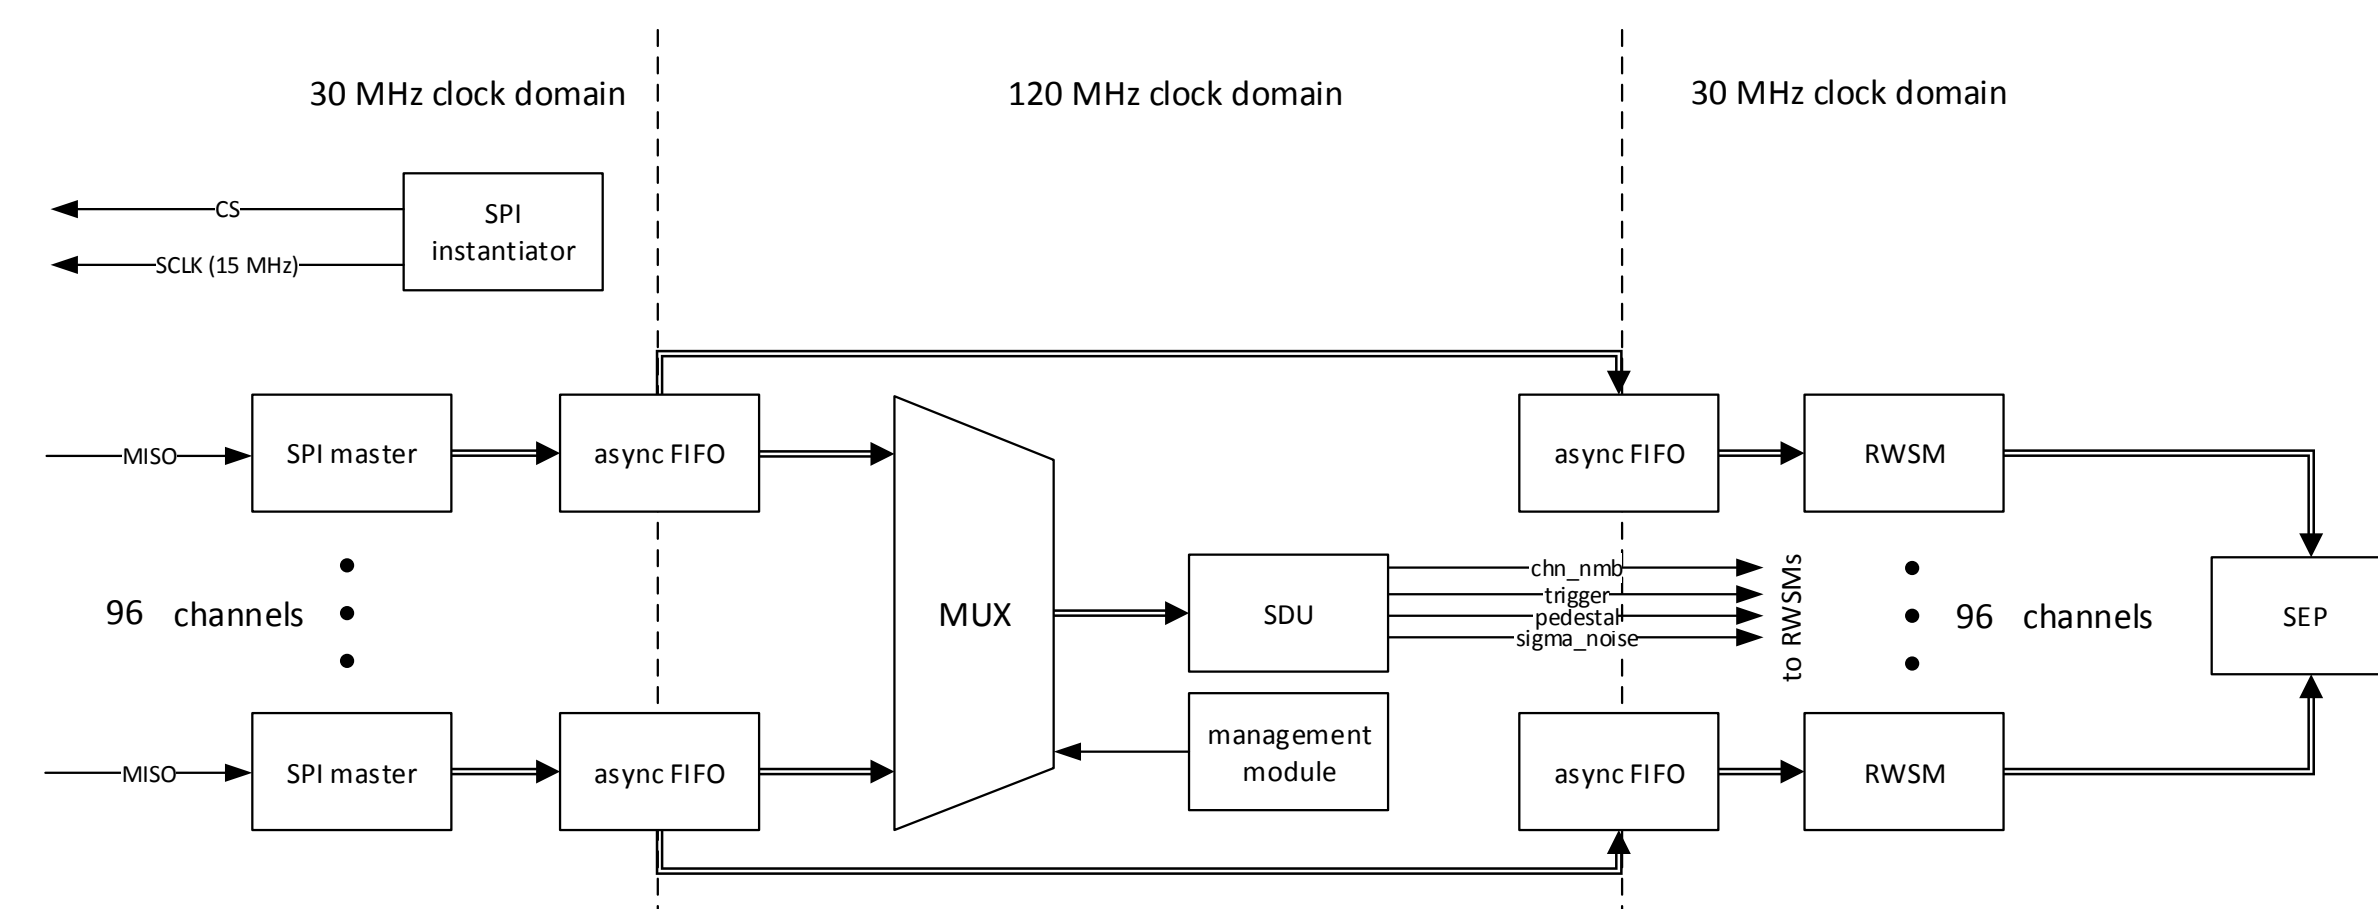 30 MHz clock domain
120 MHz clock domain
30 MHz clock domain
CS
SCLK (15 MHz)
SPI
instantiator
MISO
SPI master
async FIFO
async FIFO
RWSM
96 channels
MUX
SDU
chn_nmb
trigger
pedestal
sigma_noise
to RWSMs
96 channels
SEP
management
module
MISO
SPI master
async FIFO
async FIFO
RWSM